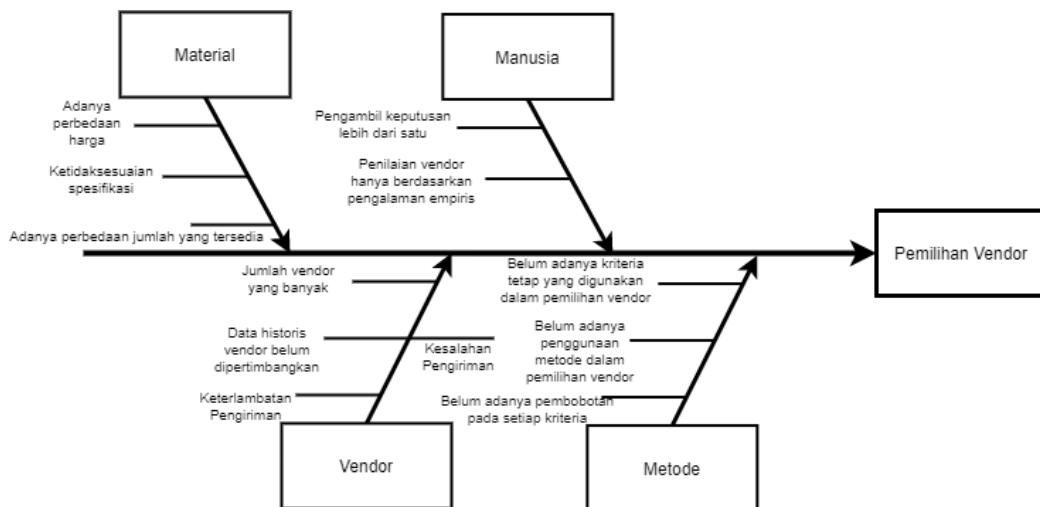 Material
Manusia
Adanya
perbedaan
harga
Ketidaksesuaian
spesifikasi
Adanya perbedaan jumlah yang tersedia
Pengambil keputusan
lebih dari satu
Penilaian vendor
hanya berdasarkan
pengalaman empiris
Pemilihan Vendor
Jumlah vendor
yang banyak
Data historis
vendor belum
dipertimbangkan
Kesalahan
Pengiriman
Keterlambatan
Pengiriman
Belum adanya kriteria
tetap yang digunakan
dalam pemilihan vendor
Belum adanya
penggunaan
metode dalam
pemilihan vendor
Belum adanya pembobotan
pada setiap kriteria
Vendor
Metode